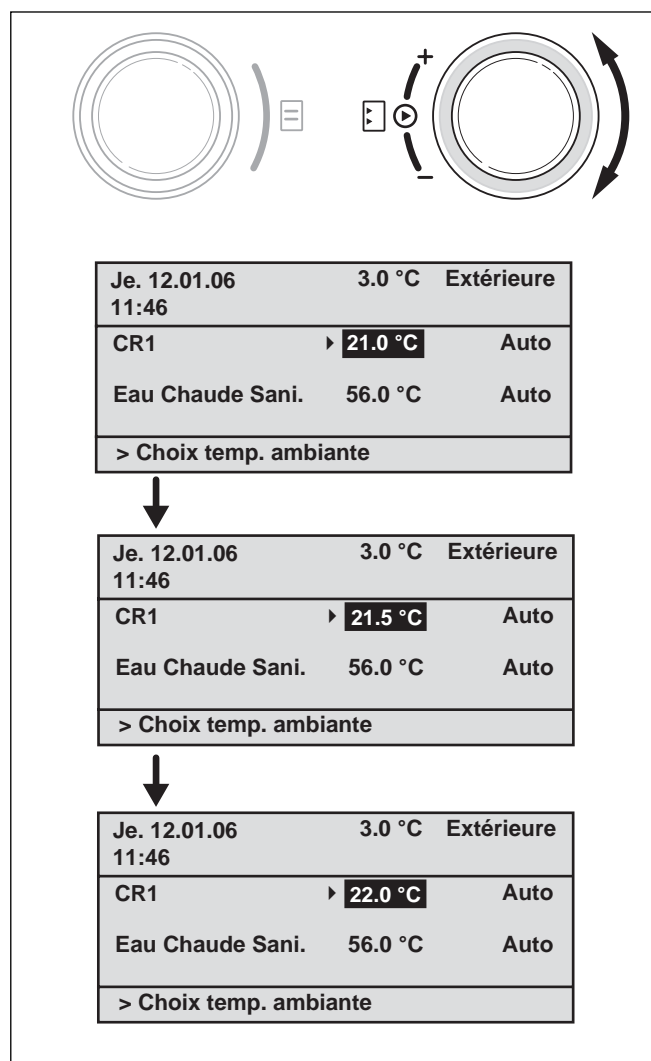 +
−
Je. 12.01.06 3.0 °C Extérieure
11:46
CR1 21.0 °C Auto
Eau Chaude Sani. 56.0 °C Auto
> Choix temp. ambiante
Je. 12.01.06 3.0 °C Extérieure
11:46
CR1 21.5 °C Auto
Eau Chaude Sani. 56.0 °C Auto
> Choix temp. ambiante
Je. 12.01.06 3.0 °C Extérieure
11:46
CR1 22.0 °C Auto
Eau Chaude Sani. 56.0 °C Auto
> Choix temp. ambiante